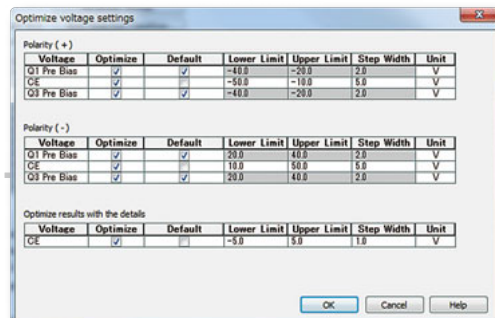 Optimize voltage settings
Polarity (+)
Voltage Optimize Default Lower Limit Upper Limit Step Width Unit
Q1 Pre Bias -40.0 -20.0 2.0 V
CE -50.0 -10.0 5.0 V
Q3 Pre Bias -40.0 -20.0 2.0 V
Polarity (-)
Voltage Optimize Default Lower Limit Upper Limit Step Width Unit
Q1 Pre Bias 20.0 40.0 2.0 V
CE 10.0 50.0 5.0 V
Q3 Pre Bias 20.0 40.0 2.0 V
Optimize results with the details
Voltage Optimize Default Lower Limit Upper Limit Step Width Unit
CE -5.0 5.0 1.0 V
OK Cancel Help